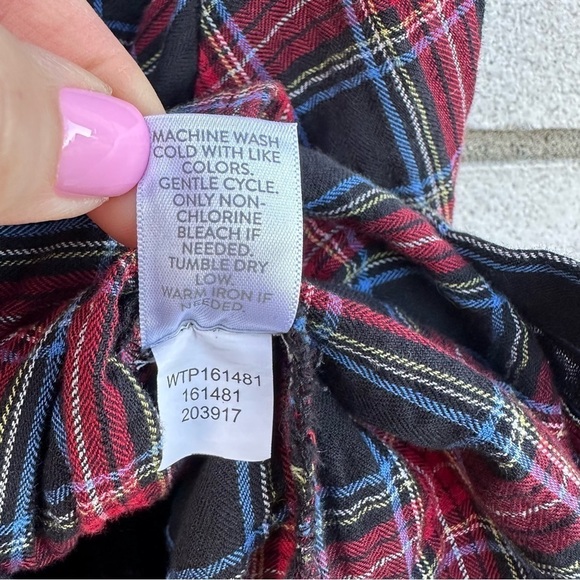 MACHINE WASH
COLD WITH LIKE
COLORS.
GENTLE CYCLE.
ONLY NON-
CHLORINE
BLEACH IF
NEEDED.
TUMBLE DRY
LOW.
WARM IRON IF
NEEDED.
WTP161481
161481
203917